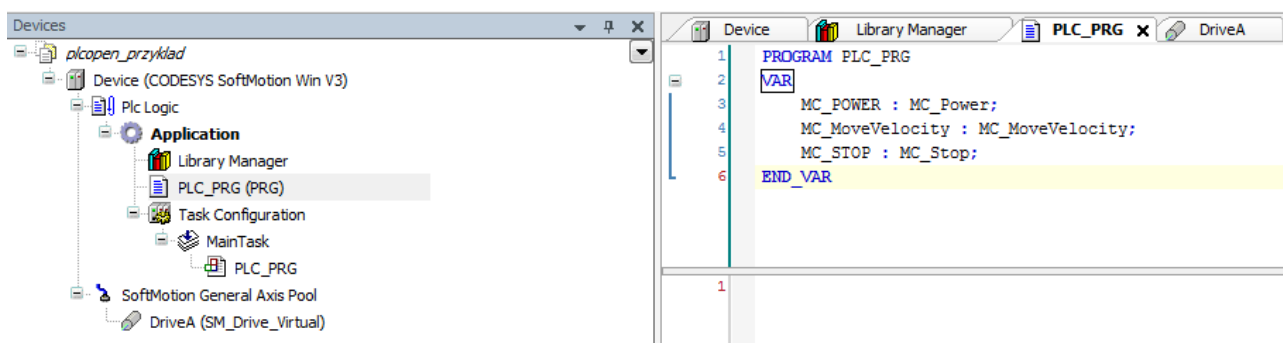 Devices
plcopen_przyklad
Device (CODESYS SoftMotion Win V3)
Plc Logic
Application
Library Manager
PLC_PRG (PRG)
Task Configuration
MainTask
PLC_PRG
SoftMotion General Axis Pool
DriveA (SM_Drive_Virtual)
Device Library Manager PLC_PRG DriveA
1 PROGRAM PLC_PRG
2 VAR
3 MC_POWER : MC_Power;
4 MC_MoveVelocity : MC_MoveVelocity;
5 MC_STOP : MC_Stop;
6 END_VAR
1